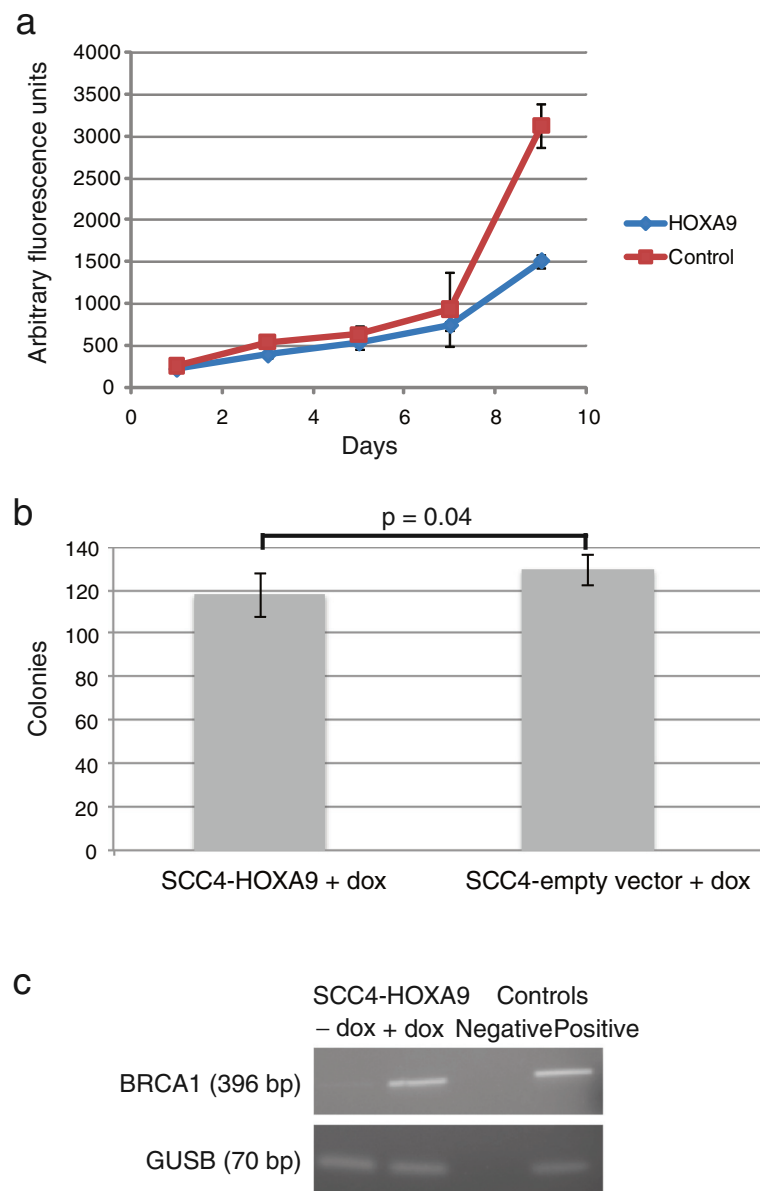 a
Arbitrary fluorescence units
4000
3500
3000
2500
2000
1500
1000
500
0
0 2 4 6 8 10
Days
HOXA9
Control
b
p = 0.04
Colonies
140
120
100
80
60
40
20
0
SCC4-HOXA9 + dox SCC4-empty vector + dox
c
SCC4-HOXA9 Controls
– dox + dox Negative Positive
BRCA1 (396 bp)
GUSB (70 bp)